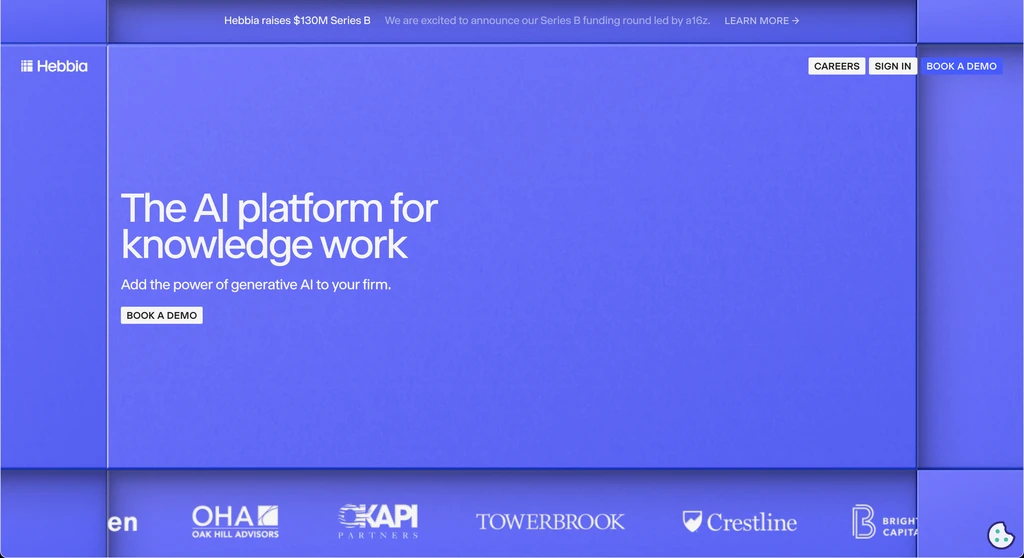 Hebbia raises $130M Series B We are excited to announce our Series B funding round led by a16z. LEARN MORE →
Hebbia CAREERS SIGN IN BOOK A DEMO
The AI platform for
knowledge work
Add the power of generative AI to your firm.
BOOK A DEMO
en OHA OAK HILL ADVISORS OKAPI PARTNERS TOWERBROOK Crestline BRIGHT CAPITA